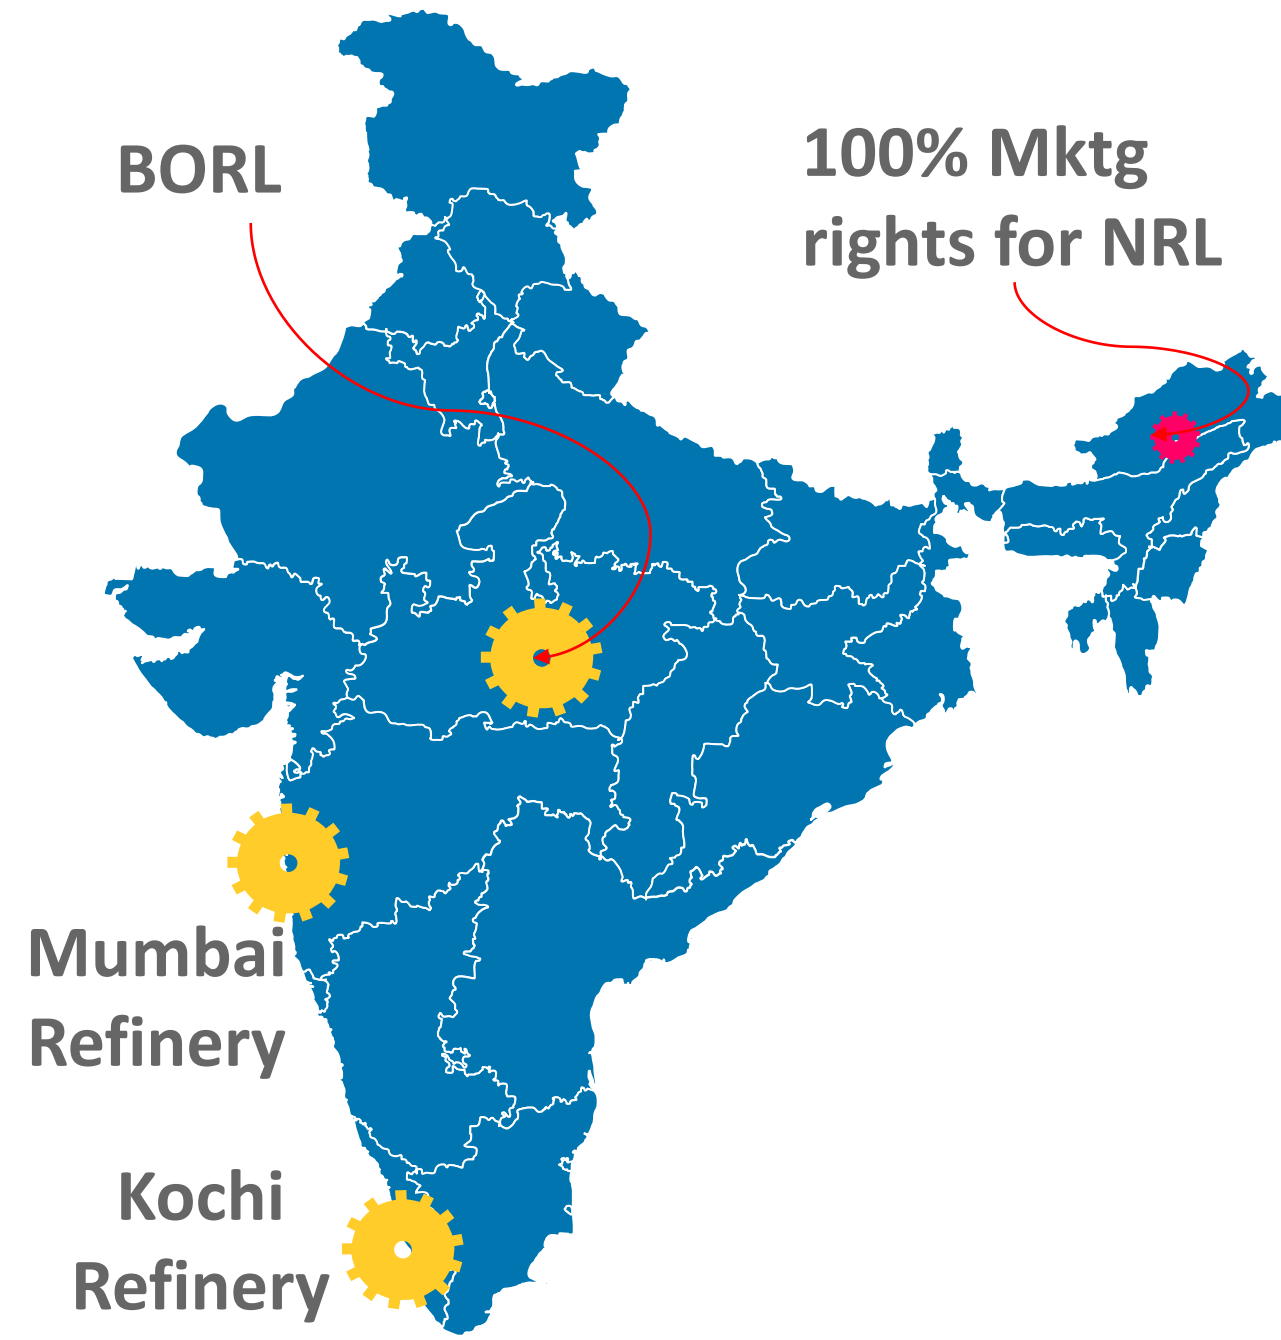 BORL
100% Mktg
rights for NRL
Mumbai
Refinery
Kochi
Refinery